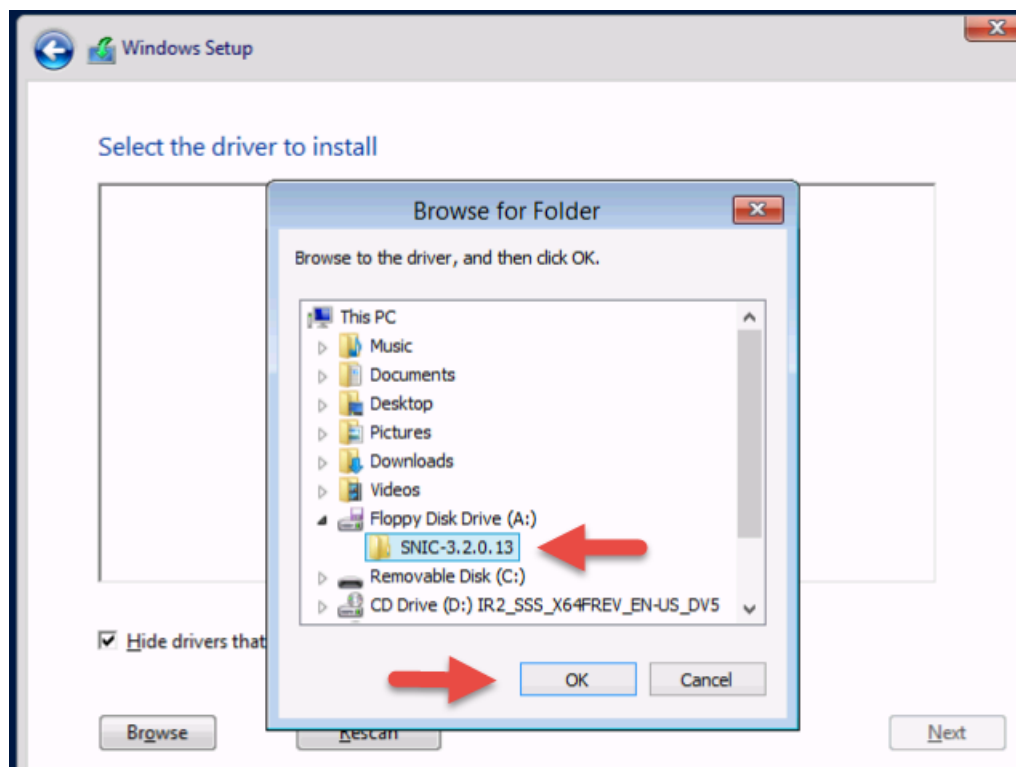 Windows Setup
Select the driver to install
Browse for Folder
Browse to the driver, and then click OK.
This PC
Music
Documents
Desktop
Pictures
Downloads
Videos
Floppy Disk Drive (A:)
SNIC-3.2.0.13
Removable Disk (C:)
CD Drive (D:) IR2_SSS_X64FREV_EN-US_DV5
Hide drivers that
OK Cancel
Browse Rescan Next